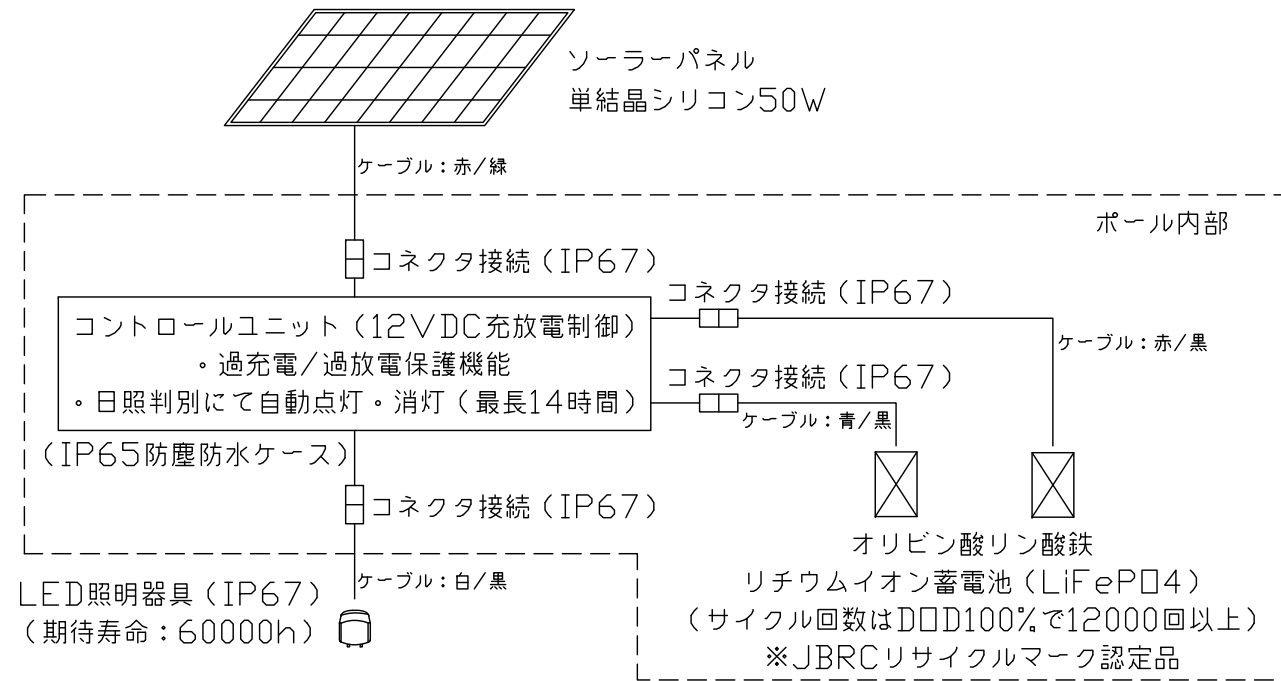 ソーラーパネル
単結晶シリコン50W
ケーブル：赤/緑
ポール内部
コネクタ接続（IP67）
コネクタ接続（IP67）
コントロールユニット（12VDC充放電制御）
・過充電/過放電保護機能
・日照判別にて自動点灯・消灯（最長14時間）
ケーブル：赤/黒
コネクタ接続（IP67）
ケーブル：青/黒
（IP65防塵防水ケース）
コネクタ接続（IP67）
オリビン酸リン酸鉄
リチウムイオン蓄電池（LiFePO4）
（サイクル回数はDOD100%で12000回以上）
※JBRCリサイクルマーク認定品
ケーブル：白/黒
LED照明器具（IP67）
（期待寿命：60000h）